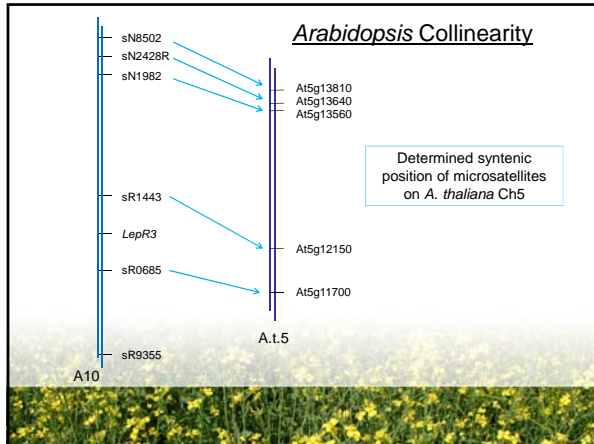 Arabidopsis Collinearity
sN8502
sN2428R
sN1982
sR1443
LepR3
sR0685
sR9355
A10
At5g13810
At5g13640
At5g13560
At5g12150
At5g11700
A.t.5
Determined syntenic
position of microsatellites
on A. thaliana Ch5